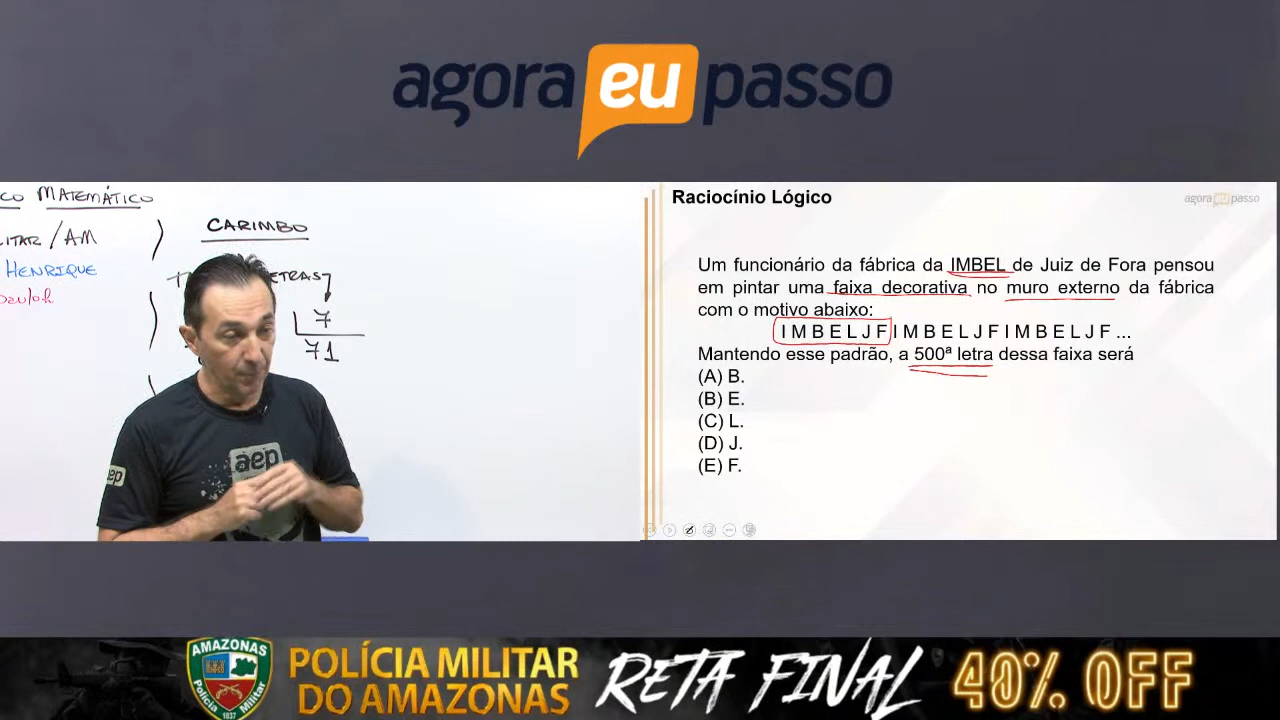 agora eu passo
CO MATEMÁTICO
ITAR / AM
HENRIQUE
CARIMBO
7
71
aep
aep
Raciocínio Lógico
agora eu passo
Um funcionário da fábrica da IMBEL de Juiz de Fora pensou
em pintar uma faixa decorativa no muro externo da fábrica
com o motivo abaixo:
I M B E L J F I M B E L J F I M B E L J F ...
Mantendo esse padrão, a 500ª letra dessa faixa será
(A) B.
(B) E.
(C) L.
(D) J.
(E) F.
AMAZONAS
Polícia Militar
1837
POLÍCIA MILITAR
DO AMAZONAS
RETA FINAL
40% OFF